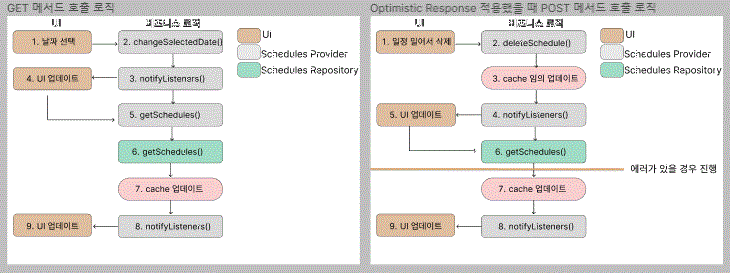 GET 메서드 호출 로직
UI
비즈니스 로직
1. 날짜 선택
2. changeSelectedDate()
UI
Schedules Provider
Schedules Repository
4. UI 업데이트
3. notifyListeners()
5. getSchedules()
6. getSchedules()
7. cache 업데이트
9. UI 업데이트
8. notifyListeners()
Optimistic Response 적용했을 때 POST 메서드 호출 로직
UI
비즈니스 로직
1. 일정 밀어서 삭제
2. deleteSchedule()
UI
Schedules Provider
Schedules Repository
3. cache 임의 업데이트
5. UI 업데이트
4. notifyListeners()
6. getSchedules()
에러가 있을 경우 진행
7. cache 업데이트
9. UI 업데이트
8. notifyListeners()